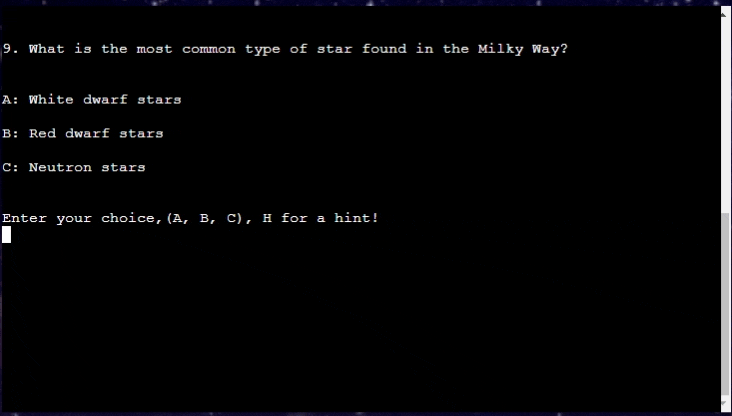 9. What is the most common type of star found in the Milky Way?
A: White dwarf stars
B: Red dwarf stars
C: Neutron stars
Enter your choice,(A, B, C), H for a hint!